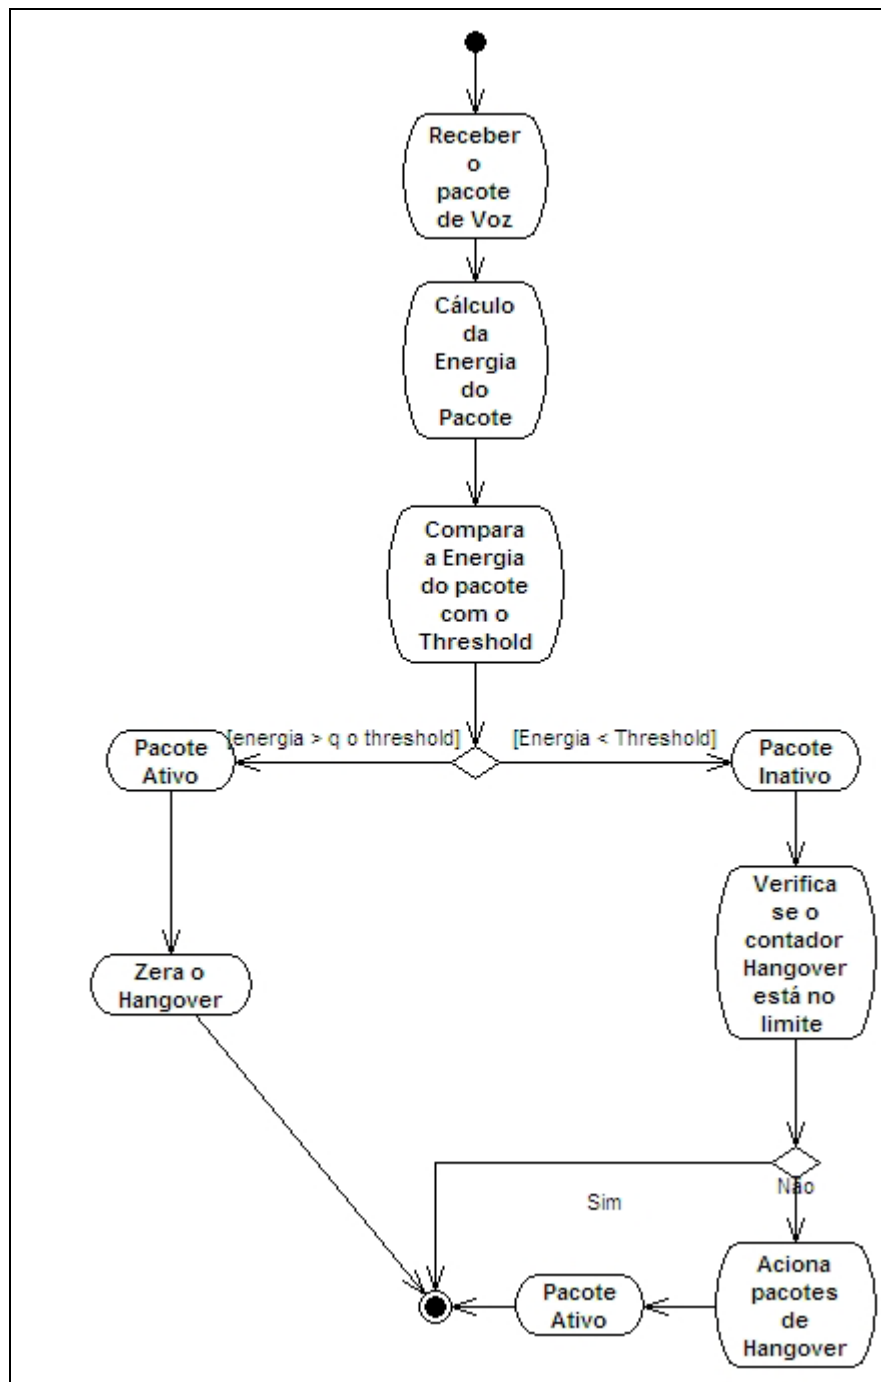 Receber
o
pacote
de Voz
Cálculo
da
Energia
do
Pacote
Compara
a Energia
do pacote
com o
Threshold
[energia > q o threshold]
[Energia < Threshold]
Pacote
Ativo
Pacote
Inativo
Zera o
Hangover
Verifica
se o
contador
Hangover
está no
limite
Sim
Não
Aciona
pacotes
de
Hangover
Pacote
Ativo